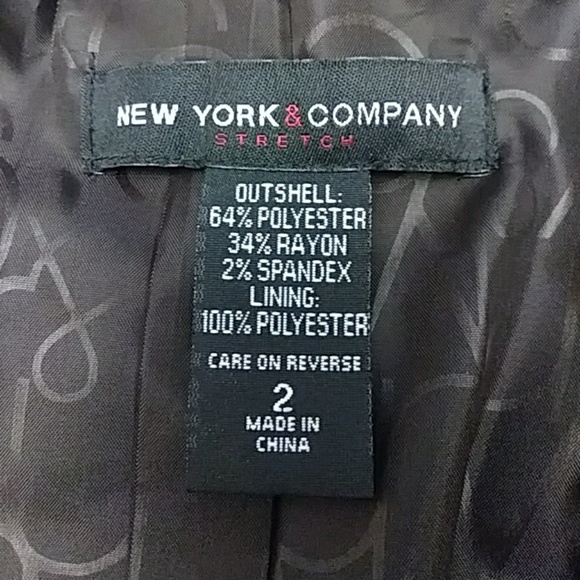 NEW YORK & COMPANY
STRETCH
OUTSHELL:
64% POLYESTER
34% RAYON
2% SPANDEX
LINING:
100% POLYESTER
CARE ON REVERSE
2
MADE IN
CHINA